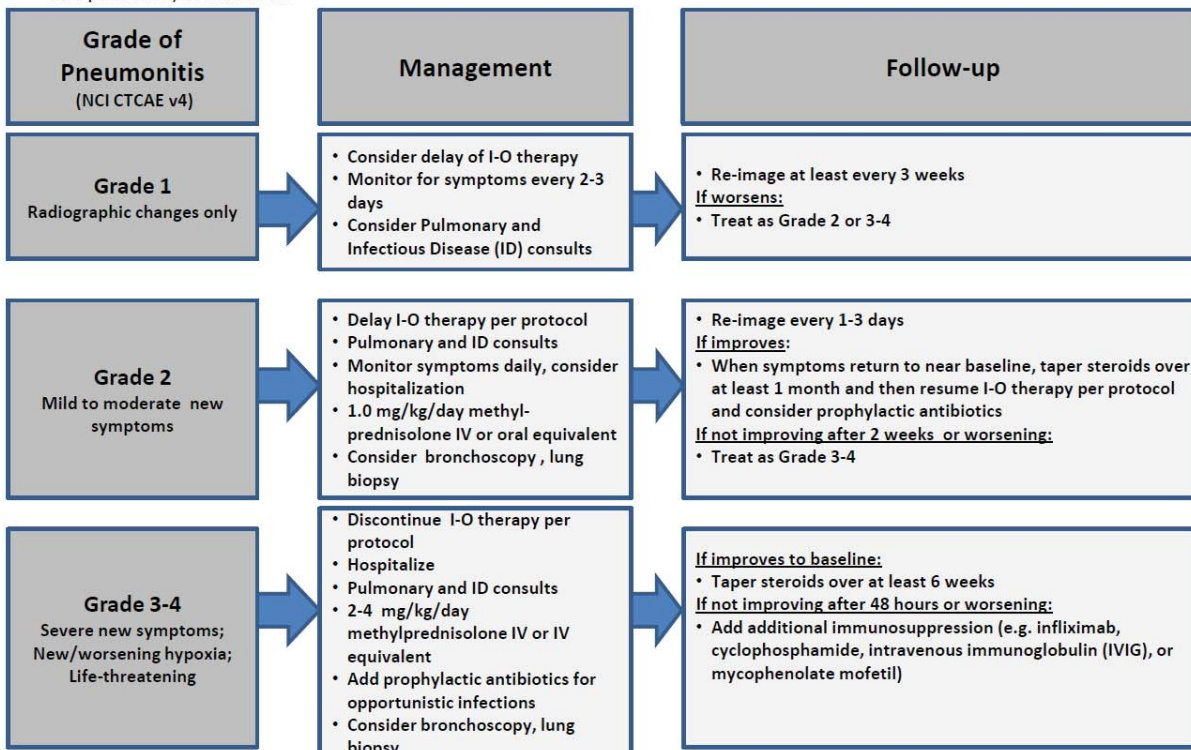 Grade of
Pneumonitis
(NCI CTCAE v4)
Management
Follow-up
Grade 1
Radiographic changes only
• Consider delay of I-O therapy
• Monitor for symptoms every 2-3
days
• Consider Pulmonary and
Infectious Disease (ID) consults
• Re-image at least every 3 weeks
If worsens:
• Treat as Grade 2 or 3-4
Grade 2
Mild to moderate new
symptoms
• Delay I-O therapy per protocol
• Pulmonary and ID consults
• Monitor symptoms daily, consider
hospitalization
• 1.0 mg/kg/day methyl-
prednisolone IV or oral equivalent
• Consider bronchoscopy , lung
biopsy
• Re-image every 1-3 days
If improves:
• When symptoms return to near baseline, taper steroids over
at least 1 month and then resume I-O therapy per protocol
and consider prophylactic antibiotics
If not improving after 2 weeks or worsening:
• Treat as Grade 3-4
Grade 3-4
Severe new symptoms;
New/worsening hypoxia;
Life-threatening
• Discontinue I-O therapy per
protocol
• Hospitalize
• Pulmonary and ID consults
• 2-4 mg/kg/day
methylprednisolone IV or IV
equivalent
• Add prophylactic antibiotics for
opportunistic infections
• Consider bronchoscopy, lung
biopsy
If improves to baseline:
• Taper steroids over at least 6 weeks
If not improving after 48 hours or worsening:
• Add additional immunosuppression (e.g. infliximab,
cyclophosphamide, intravenous immunoglobulin (IVIG), or
mycophenolate mofetil)